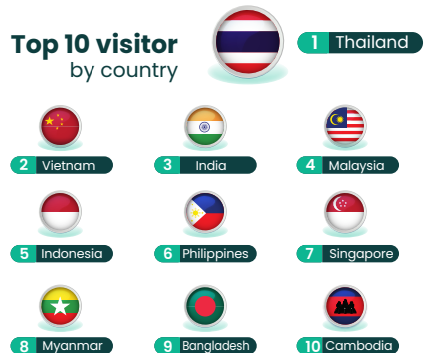 Top 10 visitor
by country
1 Thailand
2 Vietnam
3 India
4 Malaysia
5 Indonesia
6 Philippines
7 Singapore
8 Myanmar
9 Bangladesh
10 Cambodia